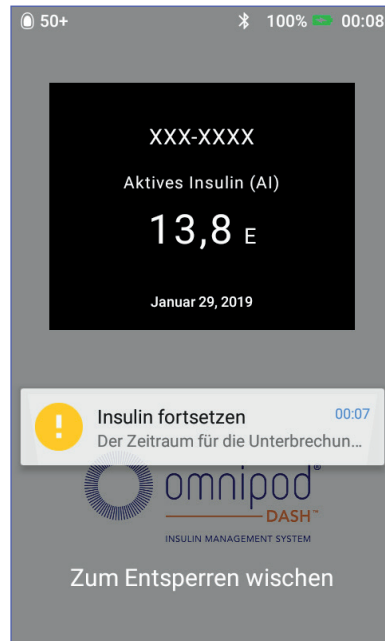 50+ 100% 00:08
XXX-XXXX
Aktives Insulin (AI)
13,8 E
Januar 29, 2019
Insulin fortsetzen 00:07
Der Zeitraum für die Unterbrechun...
omnipod®
DASH™
INSULIN MANAGEMENT SYSTEM
Zum Entsperren wischen